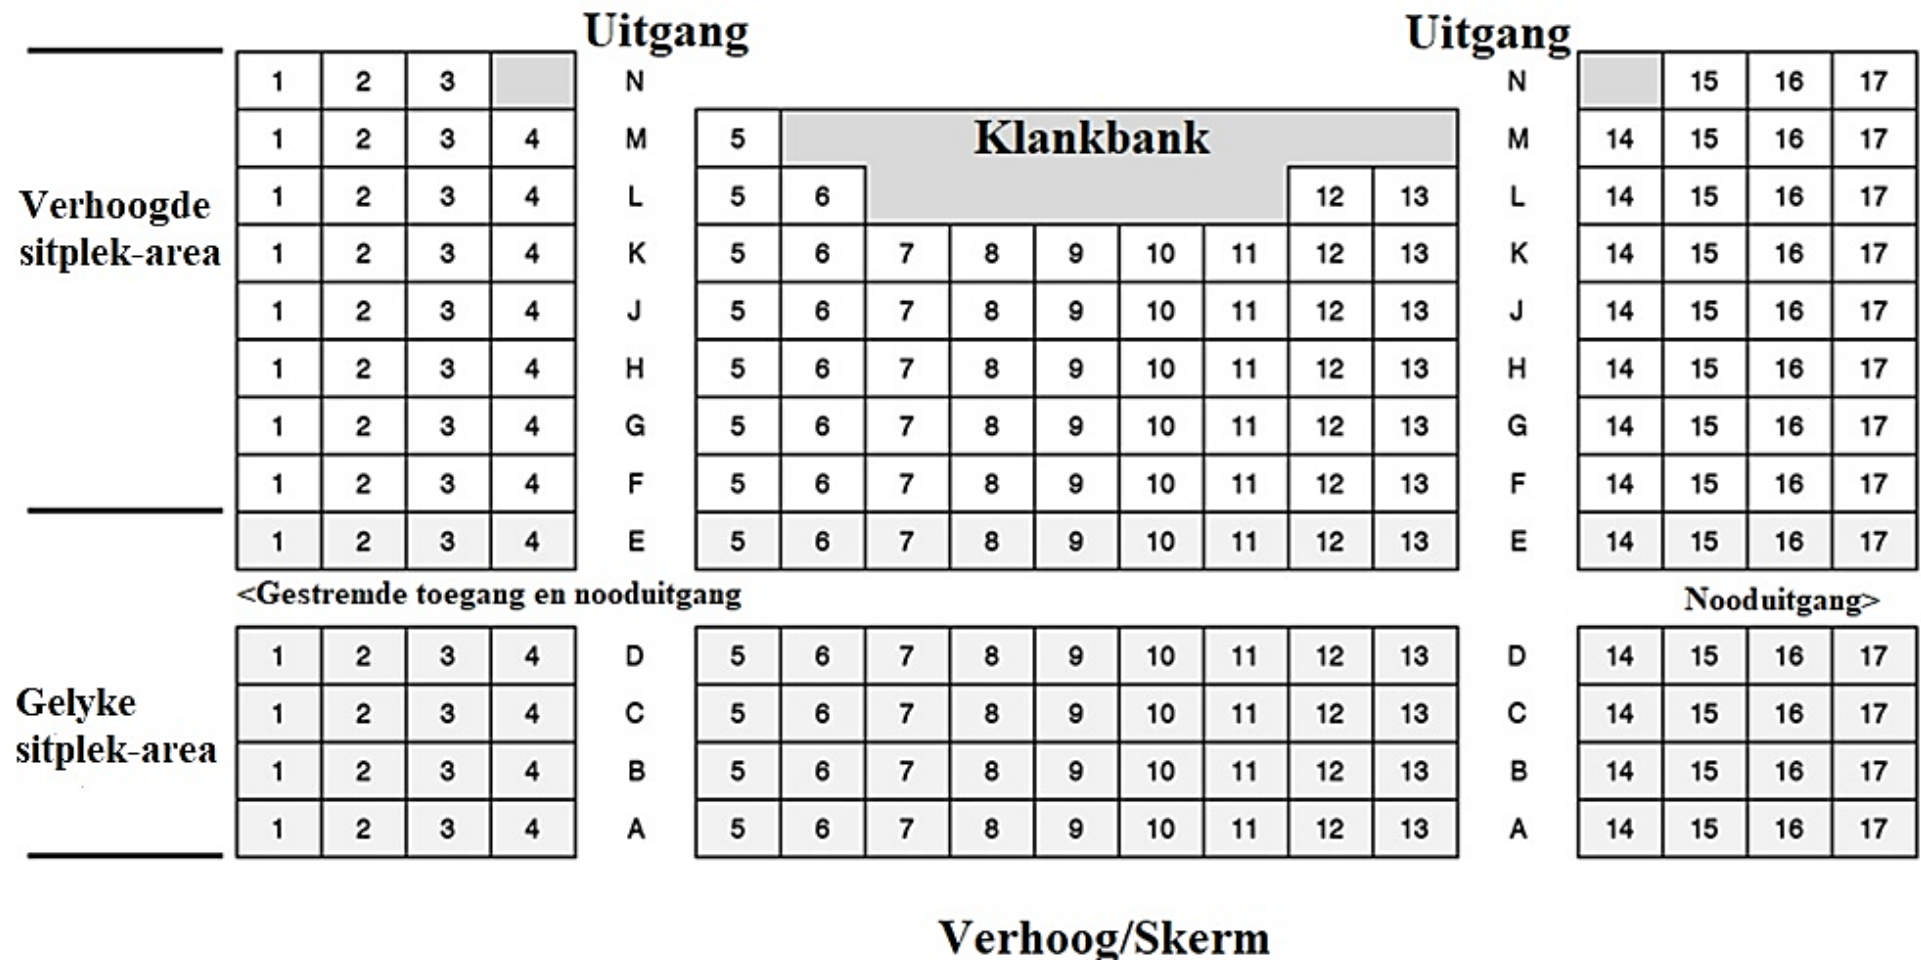 Uitgang Uitgang
1 2 3 N N 15 16 17
1 2 3 4 M 5 Klankbank M 14 15 16 17
Verhoogde
sitplek-area
1 2 3 4 L 5 6 12 13 L 14 15 16 17
1 2 3 4 K 5 6 7 8 9 10 11 12 13 K 14 15 16 17
1 2 3 4 J 5 6 7 8 9 10 11 12 13 J 14 15 16 17
1 2 3 4 H 5 6 7 8 9 10 11 12 13 H 14 15 16 17
1 2 3 4 G 5 6 7 8 9 10 11 12 13 G 14 15 16 17
1 2 3 4 F 5 6 7 8 9 10 11 12 13 F 14 15 16 17
1 2 3 4 E 5 6 7 8 9 10 11 12 13 E 14 15 16 17
<Gestremde toegang en nooduitgang Nooduitgang>
1 2 3 4 D 5 6 7 8 9 10 11 12 13 D 14 15 16 17
Gelyke
sitplek-area
1 2 3 4 C 5 6 7 8 9 10 11 12 13 C 14 15 16 17
1 2 3 4 B 5 6 7 8 9 10 11 12 13 B 14 15 16 17
1 2 3 4 A 5 6 7 8 9 10 11 12 13 A 14 15 16 17
Verhoog/Skerm